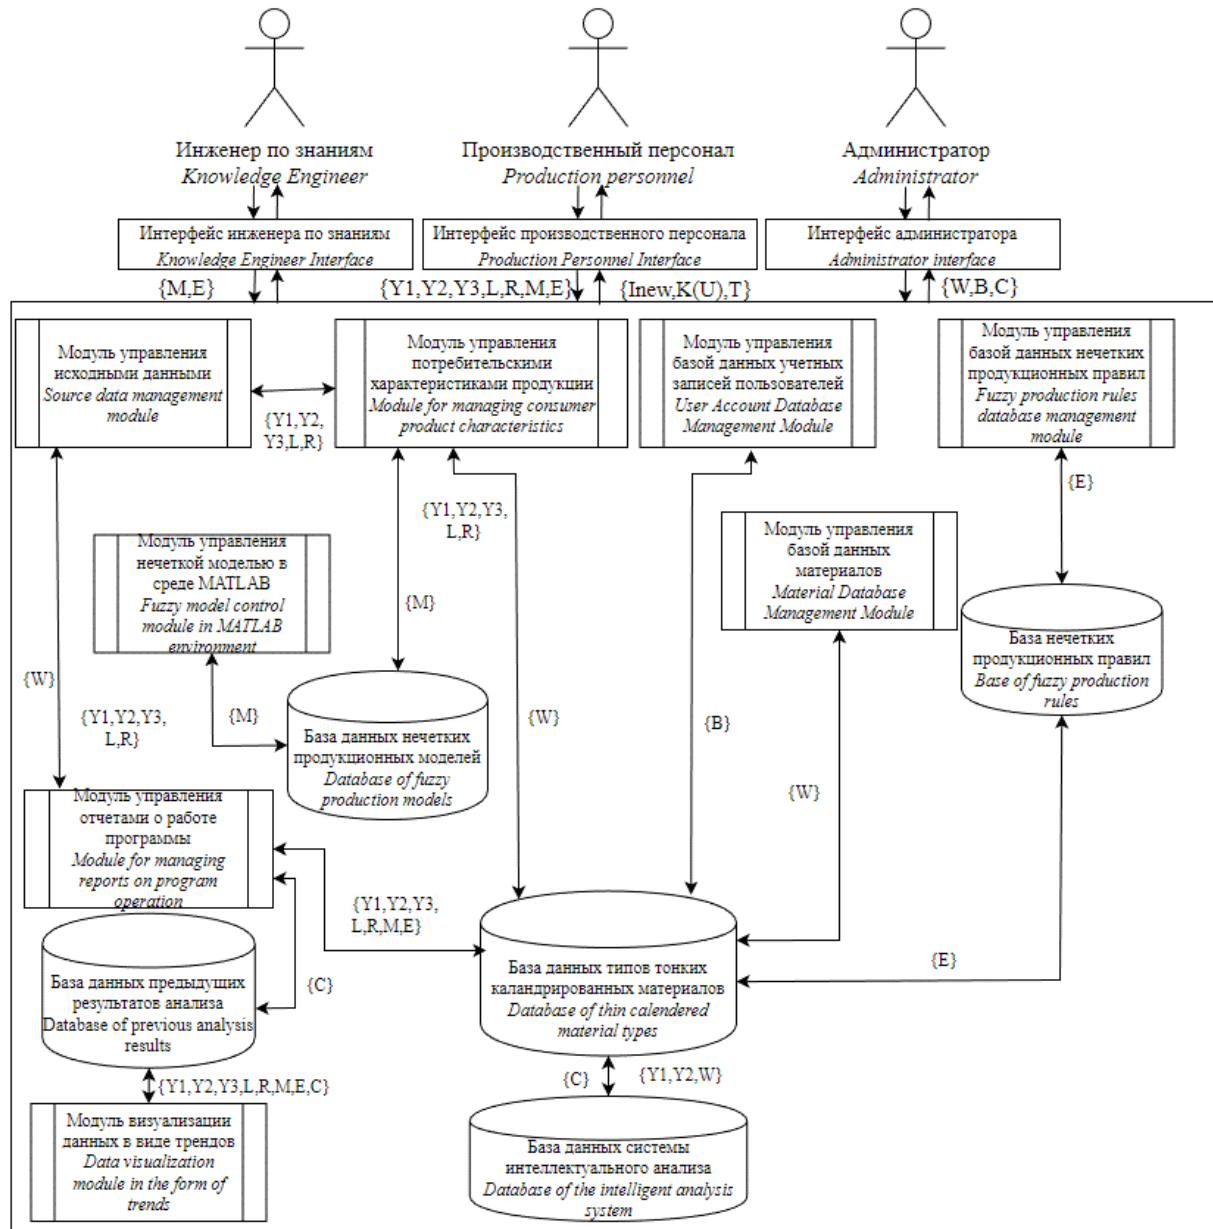 Инженер по знаниям
Knowledge Engineer
Производственный персонал
Production personnel
Администратор
Administrator
Интерфейс инженера по знаниям
Knowledge Engineer Interface
Интерфейс производственного персонала
Production Personnel Interface
Интерфейс администратора
Administrator interface
{M,E}
{Y1,Y2,Y3,L,R,M,E}
{Inew,K(U),T}
{W,B,C}
Модуль управления
исходными данными
Source data management
module
{Y1,Y2,
Y3,L,R}
Модуль управления
потребительскими
характеристиками продукции
Module for managing consumer
product characteristics
Модуль управления
базой данных учетных
записей пользователей
User Account Database
Management Module
Модуль управления
базой данных нечетких
продукционных правил
Fuzzy production rules
database management
module
{E}
{Y1,Y2,Y3,
L,R}
Модуль управления
нечеткой моделью в
среде MATLAB
Fuzzy model control
module in MATLAB
environment
{M}
Модуль управления
базой данных
материалов
Material Database
Management Module
База нечетких
продукционных правил
Base of fuzzy production
rules
{W}
{Y1,Y2,Y3,
L,R}
{M}
База данных нечетких
продукционных моделей
Database of fuzzy
production models
{W}
{B}
{W}
Модуль управления
отчетами о работе
программы
Module for managing
reports on program
operation
{Y1,Y2,Y3,
L,R,M,E}
База данных предыдущих
результатов анализа
Database of previous analysis
results
{C}
База данных типов тонких
каландрированных материалов
Database of thin calendered
material types
{E}
{Y1,Y2,Y3,L,R,M,E,C}
{C}
{Y1,Y2,W}
Модуль визуализации
данных в виде трендов
Data visualization
module in the form of
trends
База данных системы
интеллектуального анализа
Database of the intelligent analysis
system